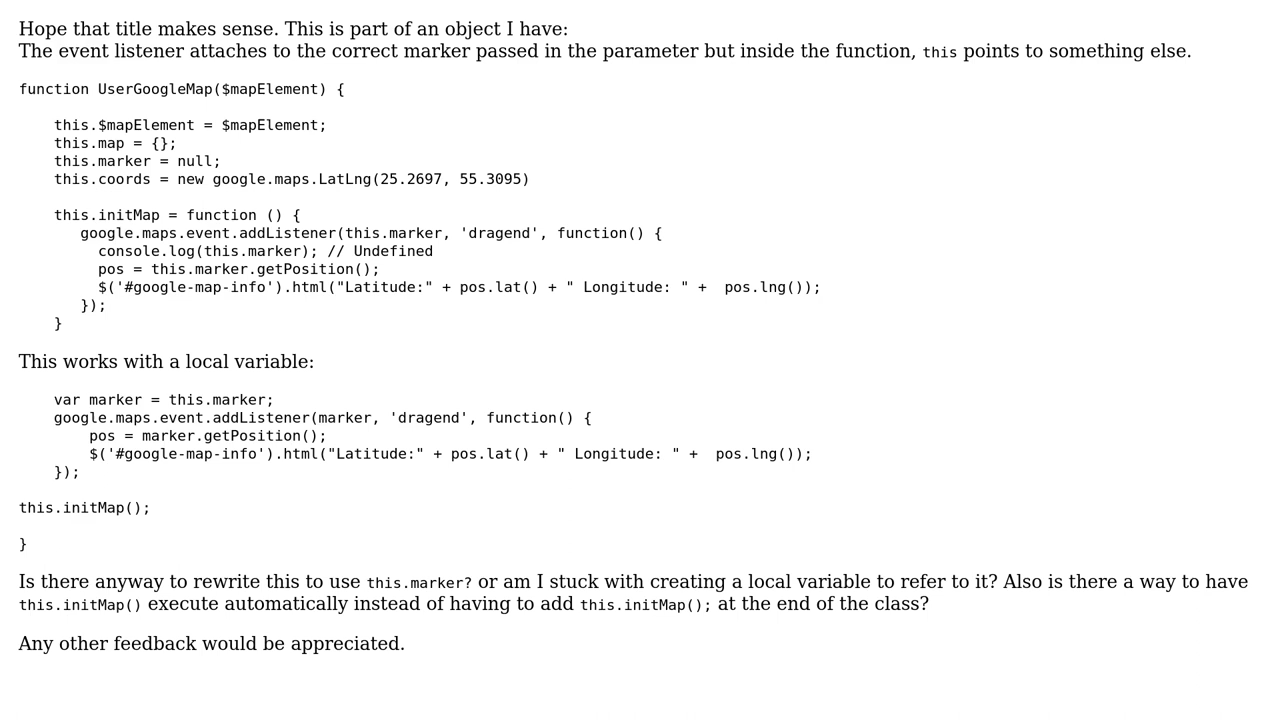 Hope that title makes sense. This is part of an object I have:
The event listener attaches to the correct marker passed in the parameter but inside the function, this points to something else.
function UserGoogleMap($mapElement) {
this.$mapElement = $mapElement;
this.map = {};
this.marker = null;
this.coords = new google.maps.LatLng(25.2697, 55.3095)
this.initMap = function () {
google.maps.event.addListener(this.marker, 'dragend', function() {
console.log(this.marker); // Undefined
pos = this.marker.getPosition();
$('#google-map-info').html("Latitude:" + pos.lat() + " Longitude: " +  pos.lng());
});
}
This works with a local variable:
var marker = this.marker;
google.maps.event.addListener(marker, 'dragend', function() {
pos = marker.getPosition();
$('#google-map-info').html("Latitude:" + pos.lat() + " Longitude: " +  pos.lng());
});
this.initMap();
}
Is there anyway to rewrite this to use this.marker? or am I stuck with creating a local variable to refer to it? Also is there a way to have
this.initMap() execute automatically instead of having to add this.initMap(); at the end of the class?
Any other feedback would be appreciated.